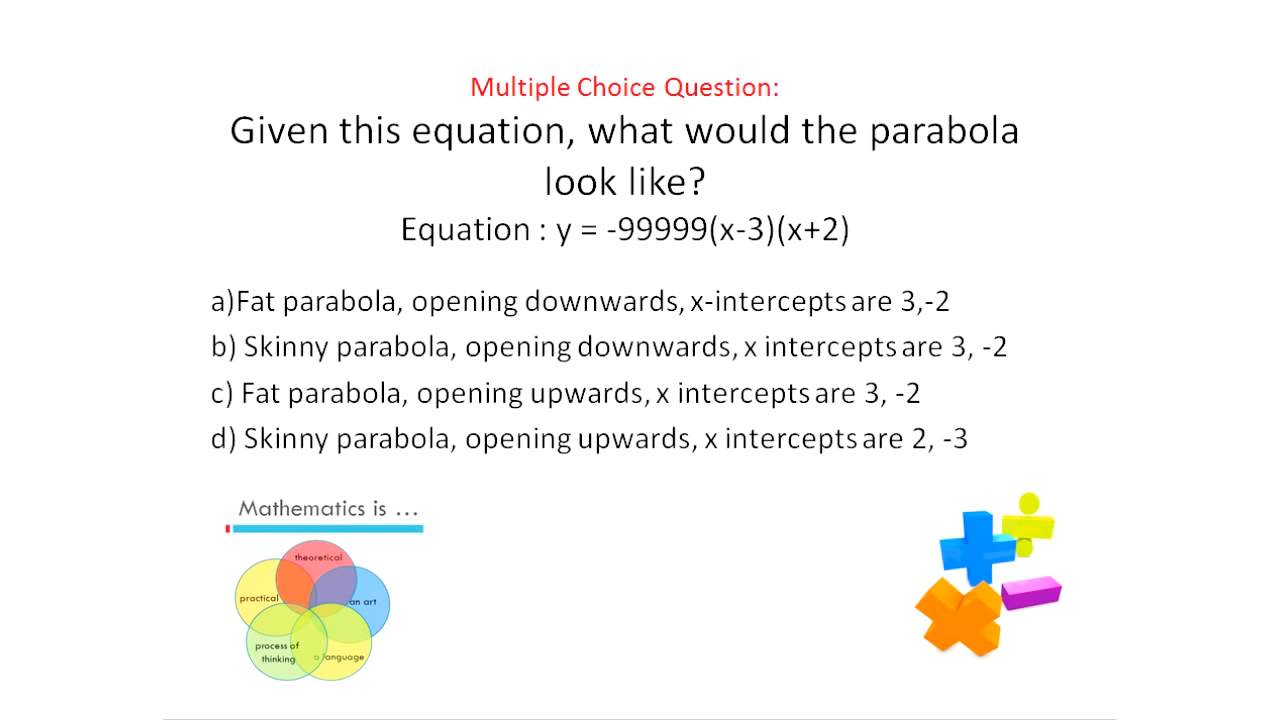 Multiple Choice Question:
Given this equation, what would the parabola
look like?
Equation : y = -99999(x-3)(x+2)
a)Fat parabola, opening downwards, x-intercepts are 3,-2
b) Skinny parabola, opening downwards, x intercepts are 3, -2
c) Fat parabola, opening upwards, x intercepts are 3, -2
d) Skinny parabola, opening upwards, x intercepts are 2, -3
Mathematics is ...
theoretical
practical
an art
process of
thinking
a language